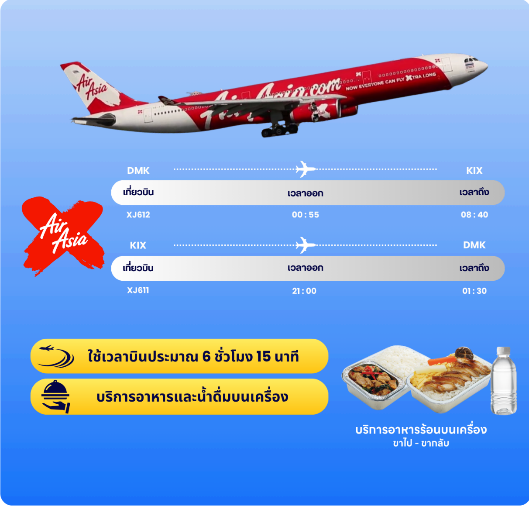 Air Asia
AirAsia.com NOW EVERYONE CAN FLY XTRA LONG
DMK KIX
เที่ยวบิน เวลาออก เวลาถึง
XJ612 00 : 55 08 : 40
Air
Asia
KIX DMK
เที่ยวบิน เวลาออก เวลาถึง
XJ611 21 : 00 01 : 30
ใช้เวลาบินประมาณ 6 ชั่วโมง 15 นาที
บริการอาหารและน้ำดื่มบนเครื่อง
บริการอาหารร้อนบนเครื่อง
ขาไป - ขากลับ